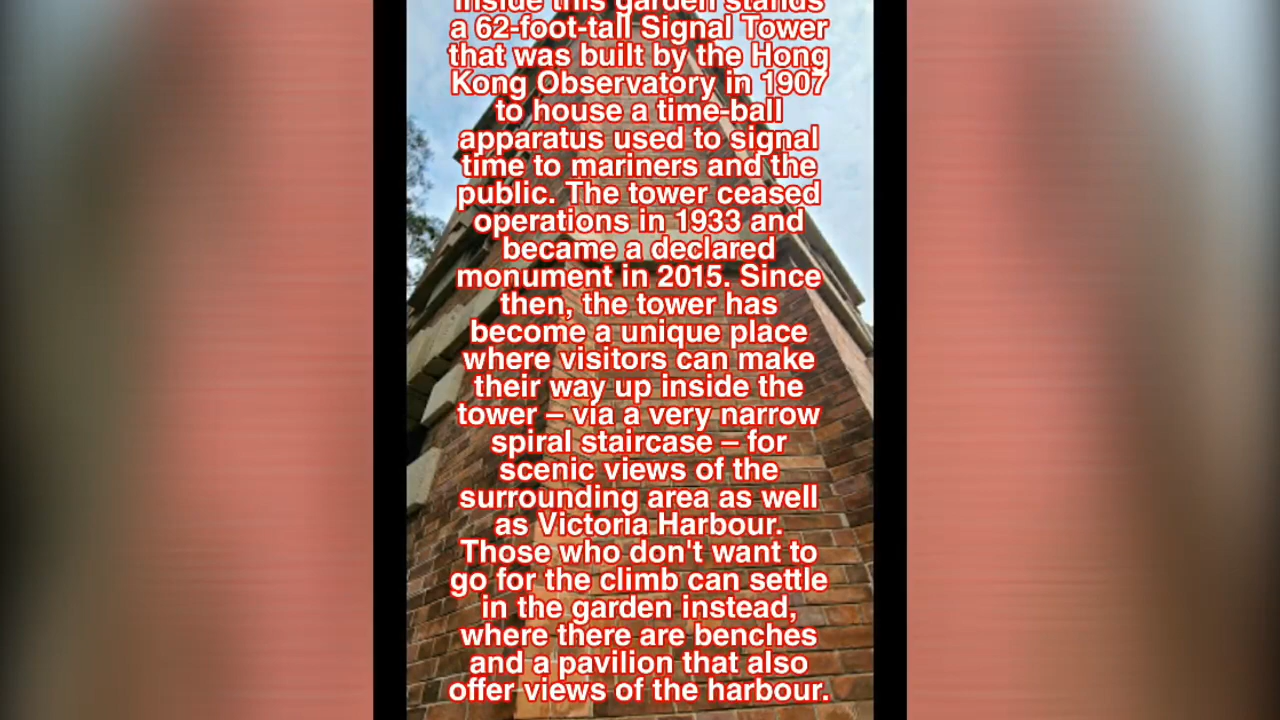 Inside this garden stands
a 62-foot-tall Signal Tower
that was built by the Hong
Kong Observatory in 1907
to house a time-ball
apparatus used to signal
time to mariners and the
public. The tower ceased
operations in 1933 and
became a declared
monument in 2015. Since
then, the tower has
become a unique place
where visitors can make
their way up inside the
tower – via a very narrow
spiral staircase – for
scenic views of the
surrounding area as well
as Victoria Harbour.
Those who don't want to
go for the climb can settle
in the garden instead,
where there are benches
and a pavilion that also
offer views of the harbour.